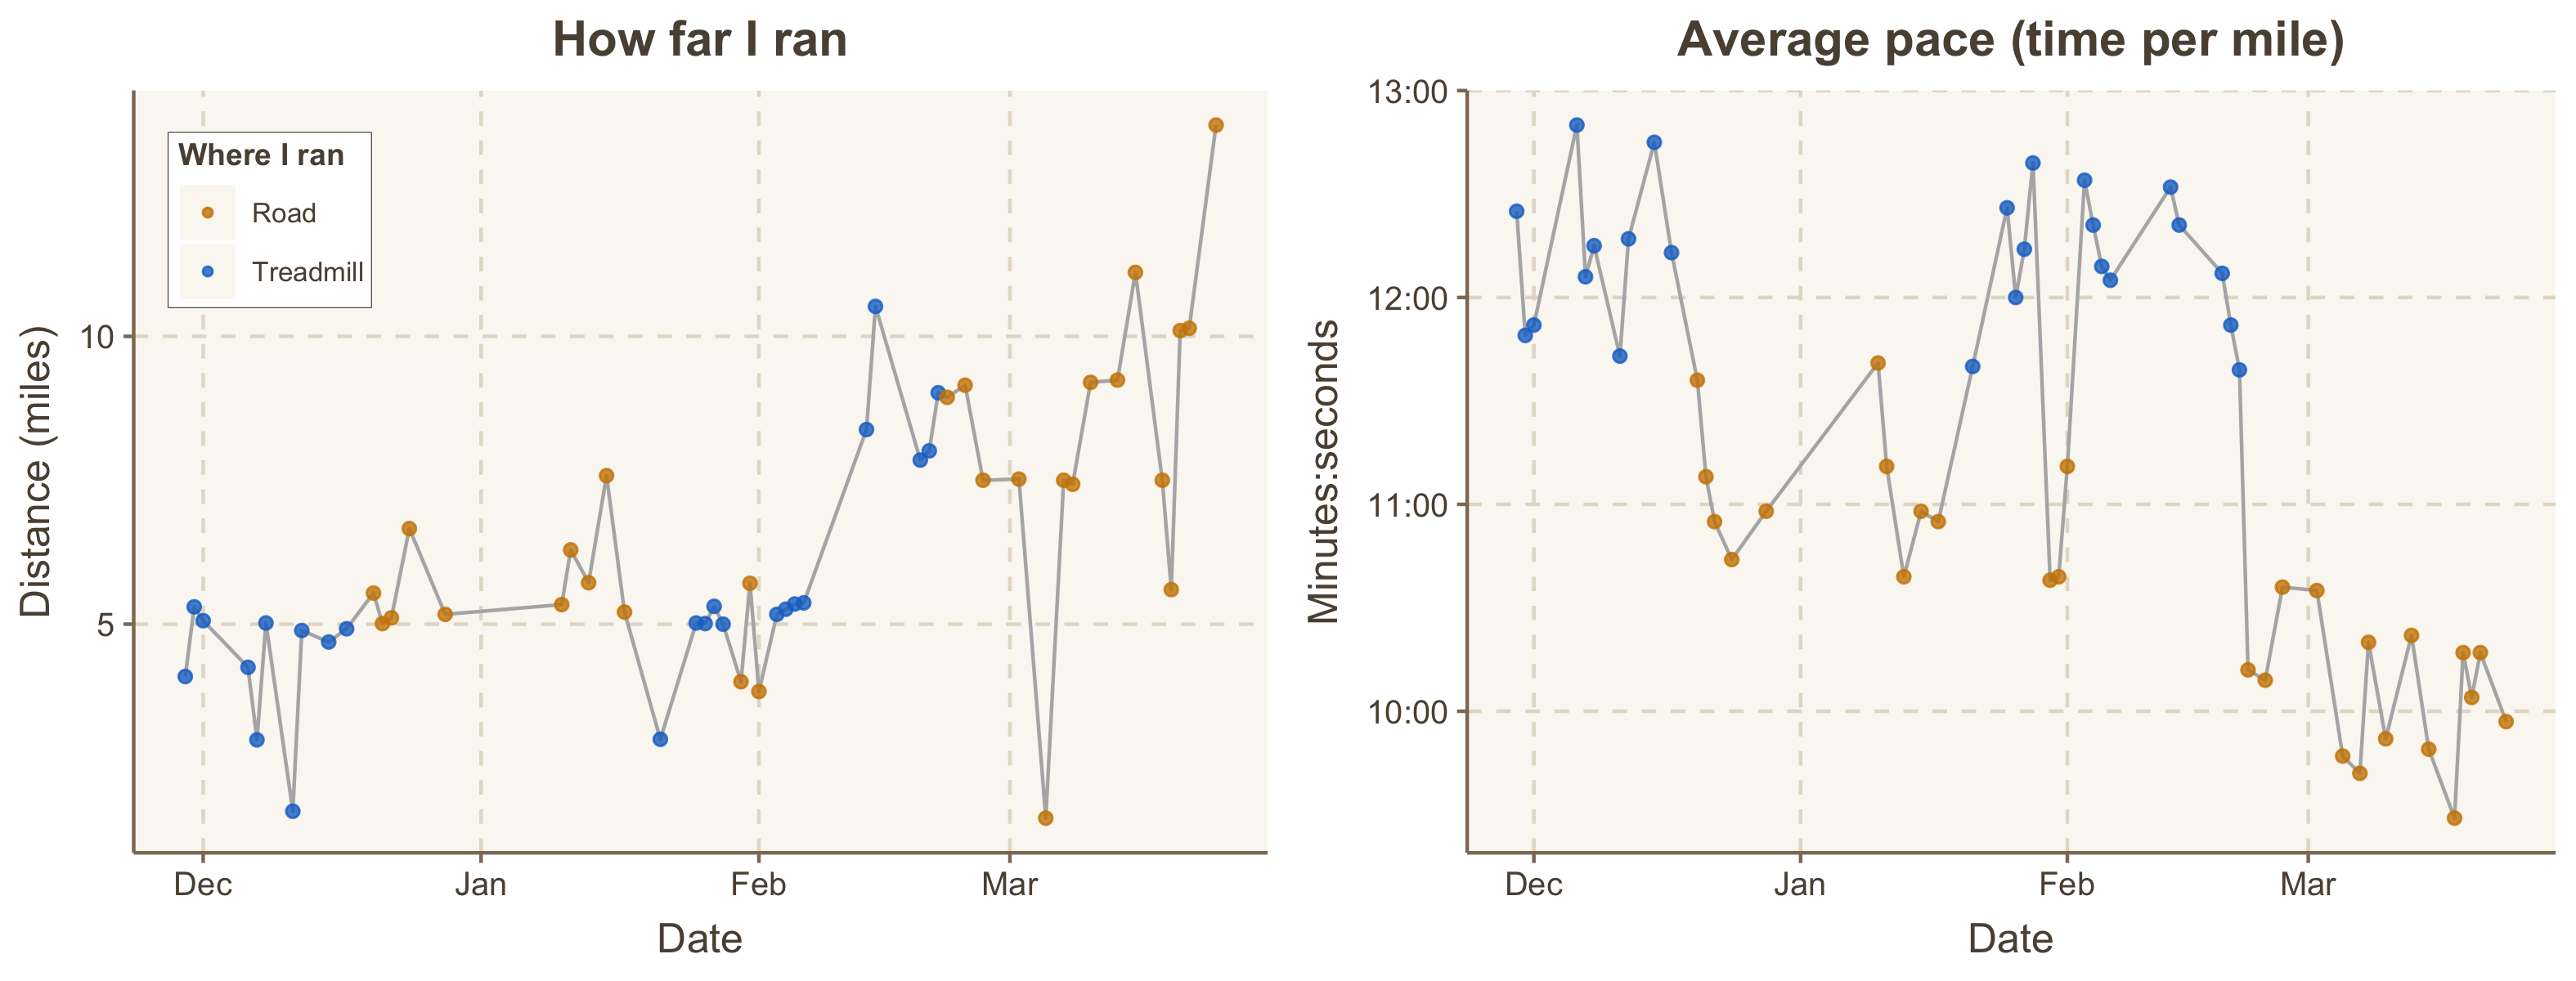 How far I ran
Where I ran
Road
Treadmill
10
5
Distance (miles)
Dec
Jan
Feb
Mar
Date
Average pace (time per mile)
13:00
12:00
11:00
10:00
Minutes:seconds
Dec
Jan
Feb
Mar
Date